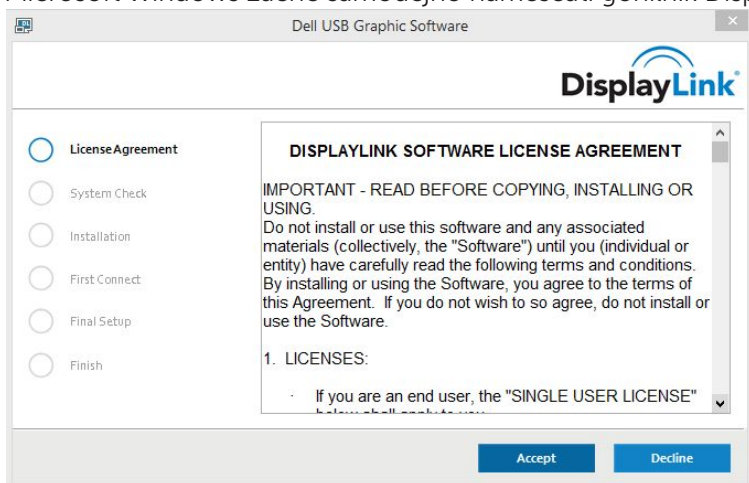 Dell USB Graphic Software
DisplayLink
License Agreement
System Check
Installation
First Connect
Final Setup
Finish
DISPLAYLINK SOFTWARE LICENSE AGREEMENT
IMPORTANT - READ BEFORE COPYING, INSTALLING OR
USING.
Do not install or use this software and any associated
materials (collectively, the "Software") until you (individual or
entity) have carefully read the following terms and conditions.
By installing or using the Software, you agree to the terms of
this Agreement. If you do not wish to so agree, do not install or
use the Software.
1. LICENSES:
· If you are an end user, the "SINGLE USER LICENSE"
Accept
Decline